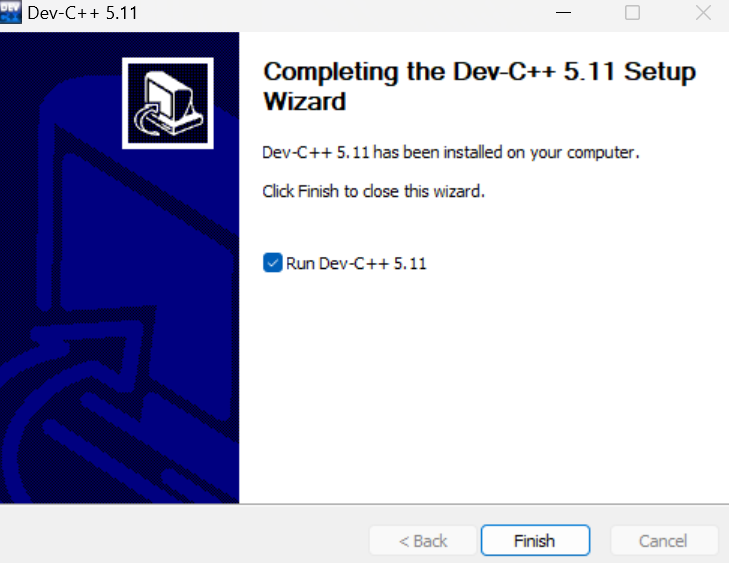 DEV
Dev-C++ 5.11
Completing the Dev-C++ 5.11 Setup
Wizard
Dev-C++ 5.11 has been installed on your computer.
Click Finish to close this wizard.
Run Dev-C++ 5.11
< Back
Finish
Cancel